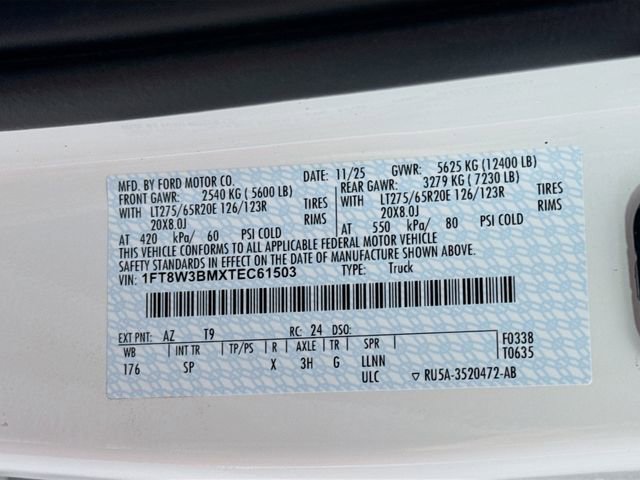 MFD. BY FORD MOTOR CO. DATE: 11/25 GVWR: 5625 KG (12400 LB)
FRONT GAWR: 2540 KG ( 5600 LB) REAR GAWR: 3279 KG ( 7230 LB)
WITH LT275/65R20E 126/123R TIRES WITH LT275/65R20E 126/123R TIRES
20X8.0J RIMS 20X8.0J RIMS
AT 420 kPa/ 60 PSI COLD AT 550 kPa/ 80 PSI COLD
THIS VEHICLE CONFORMS TO ALL APPLICABLE FEDERAL MOTOR VEHICLE
SAFETY STANDARDS IN EFFECT ON THE DATE OF MANUFACTURE SHOWN ABOVE.
VIN: 1FT8W3BMXTEC61503 TYPE: Truck
EXT PNT: AZ T9 RC: 24 DSO:
WB INT TR TP/PS R AXLE TR SPR F0338
176 SP X 3H G LLNN T0635
ULC ▽ RU5A-3520472-AB